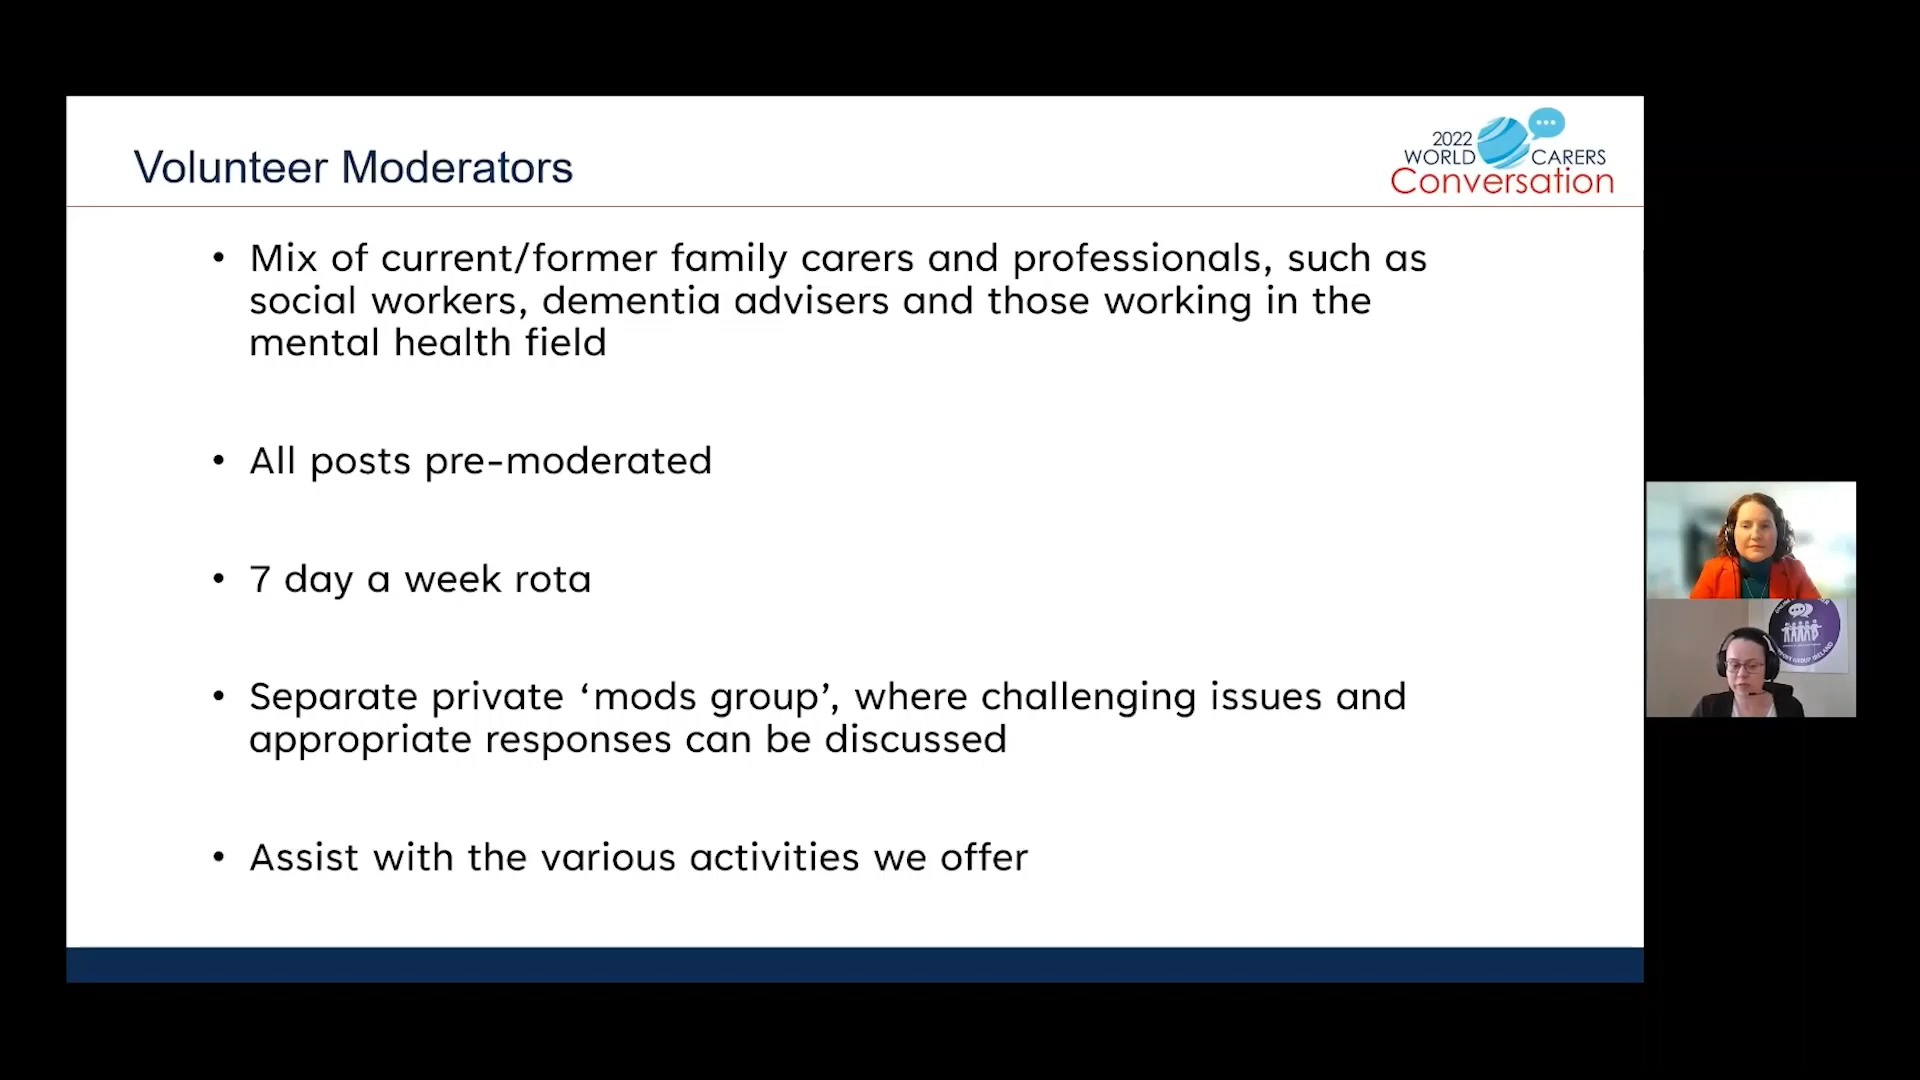 Volunteer Moderators
2022
WORLD CARERS
Conversation
• Mix of current/former family carers and professionals, such as
social workers, dementia advisers and those working in the
mental health field
• All posts pre-moderated
• 7 day a week rota
• Separate private ‘mods group’, where challenging issues and
appropriate responses can be discussed
• Assist with the various activities we offer
GROUP IRELAND